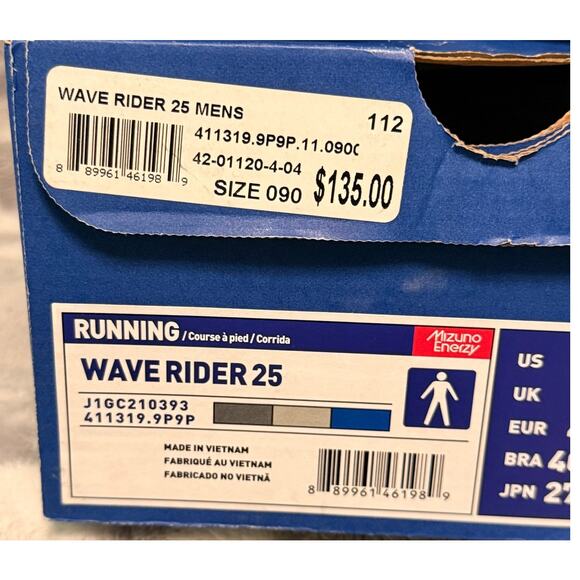 WAVE RIDER 25 MENS
112
411319.9P9P.11.090
42-01120-4-04
8 89961 46198 9
SIZE 090 $135.00
RUNNING / Course à pied / Corrida
Mizuno Enerzy
WAVE RIDER 25
J1GC210393
411319.9P9P
MADE IN VIETNAM
FABRIQUÉ AU VIETNAM
FABRICADO NO VIETNÃ
8 89961 46198 9
US
UK
EUR
BRA
JPN 27